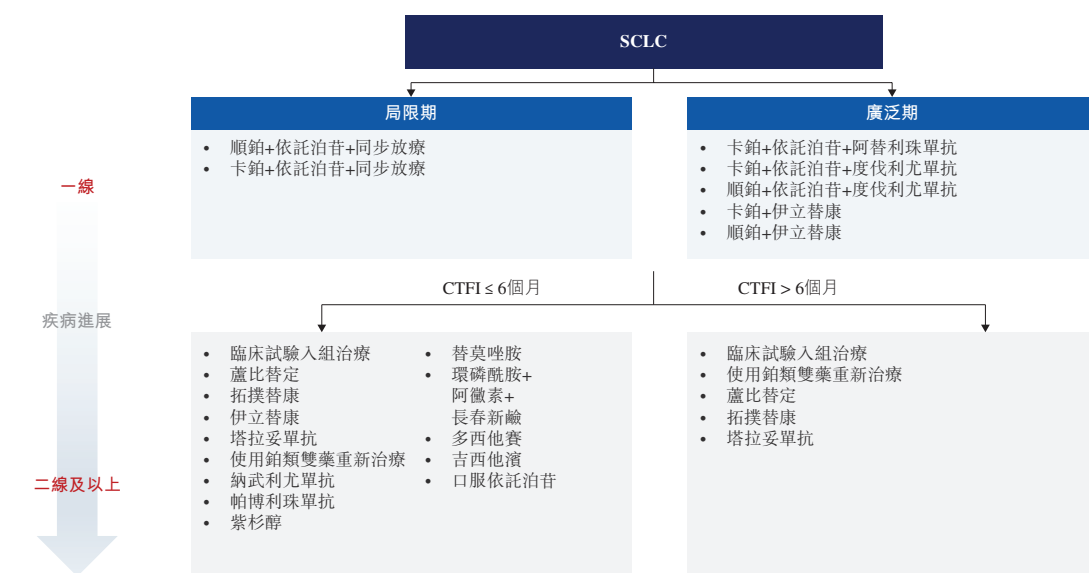 SCLC
局限期
廣泛期
一線
• 順鉑+依託泊苷+同步放療
• 卡鉑+依託泊苷+同步放療
• 卡鉑+依託泊苷+阿替利珠單抗
• 卡鉑+依託泊苷+度伐利尤單抗
• 順鉑+依託泊苷+度伐利尤單抗
• 卡鉑+伊立替康
• 順鉑+伊立替康
疾病進展
CTFI ≤ 6個月
CTFI > 6個月
二線及以上
• 臨床試驗入組治療
• 蘆比替定
• 拓撲替康
• 伊立替康
• 塔拉妥單抗
• 使用鉑類雙藥重新治療
• 納武利尤單抗
• 帕博利珠單抗
• 紫杉醇
• 替莫唑胺
• 環磷酰胺+
阿黴素+
長春新鹼
• 多西他賽
• 吉西他濱
• 口服依託泊苷
• 臨床試驗入組治療
• 使用鉑類雙藥重新治療
• 蘆比替定
• 拓撲替康
• 塔拉妥單抗